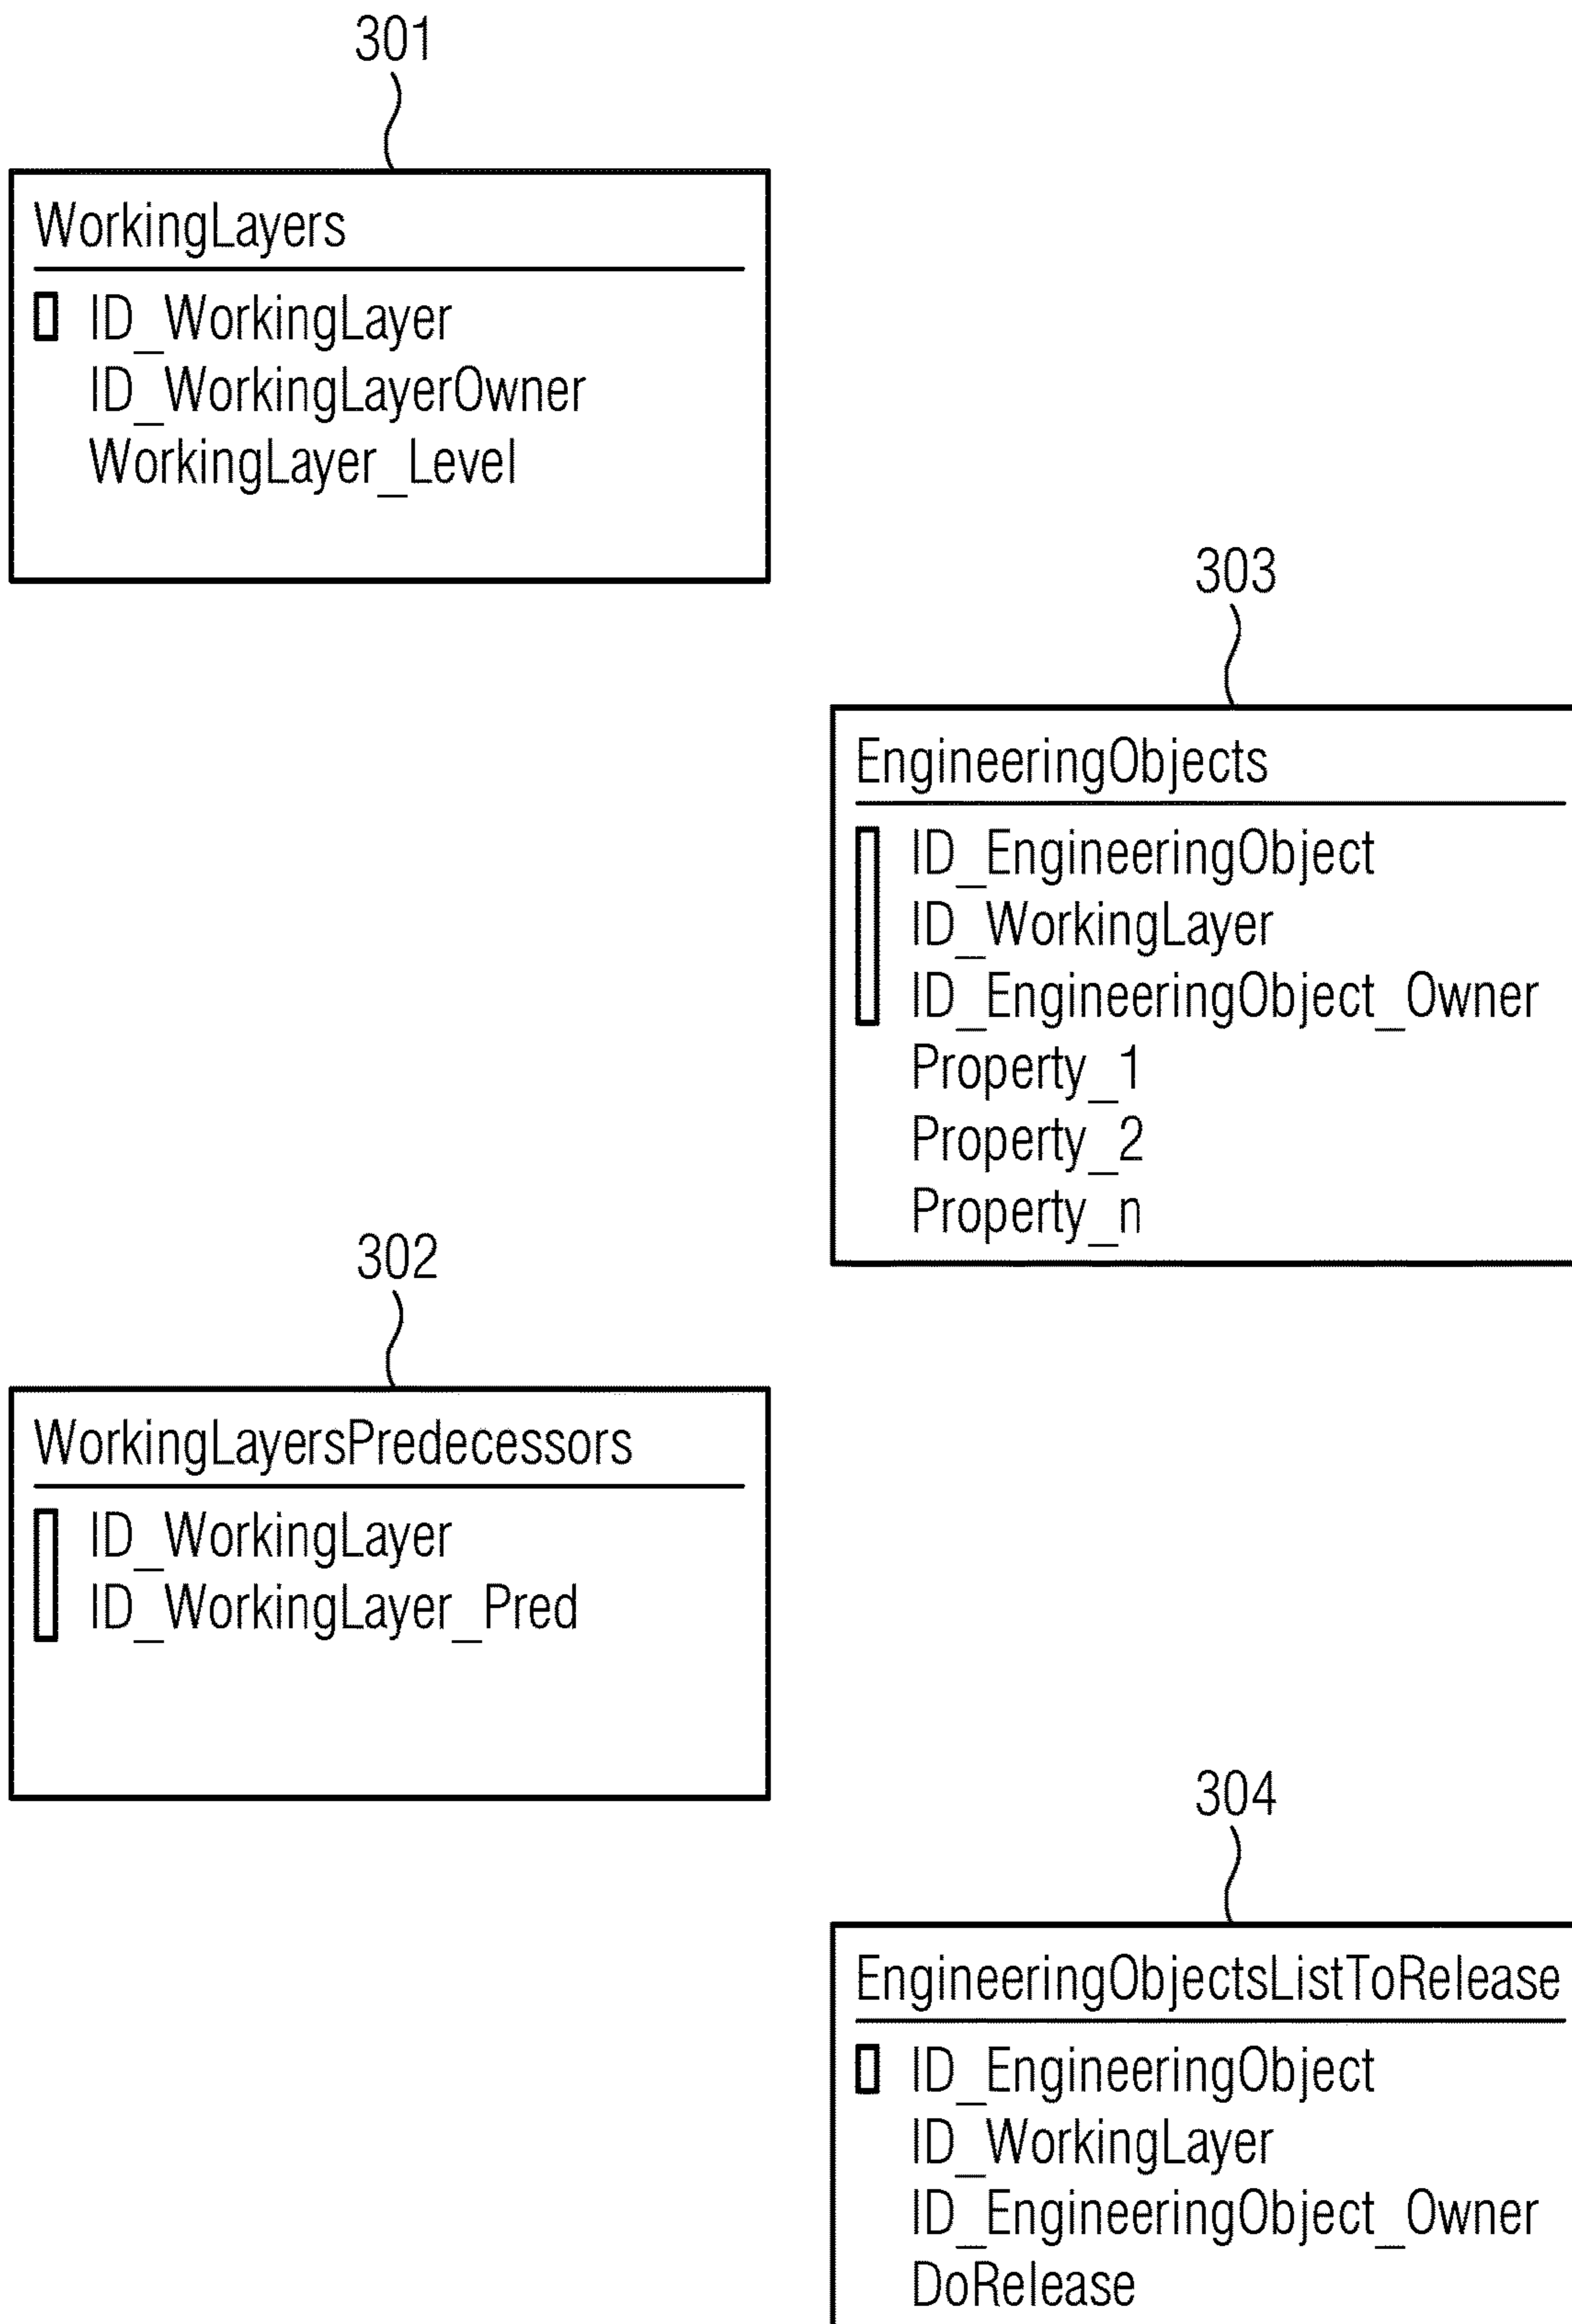 301
WorkingLayers
ID_WorkingLayer
ID_WorkingLayerOwner
WorkingLayer_Level
303
EngineeringObjects
ID_EngineeringObject
ID_WorkingLayer
ID_EngineeringObject_Owner
Property_1
Property_2
Property_n
302
WorkingLayersPredecessors
ID_WorkingLayer
ID_WorkingLayer_Pred
304
EngineeringObjectsListToRelease
ID_EngineeringObject
ID_WorkingLayer
ID_EngineeringObject_Owner
DoRelease